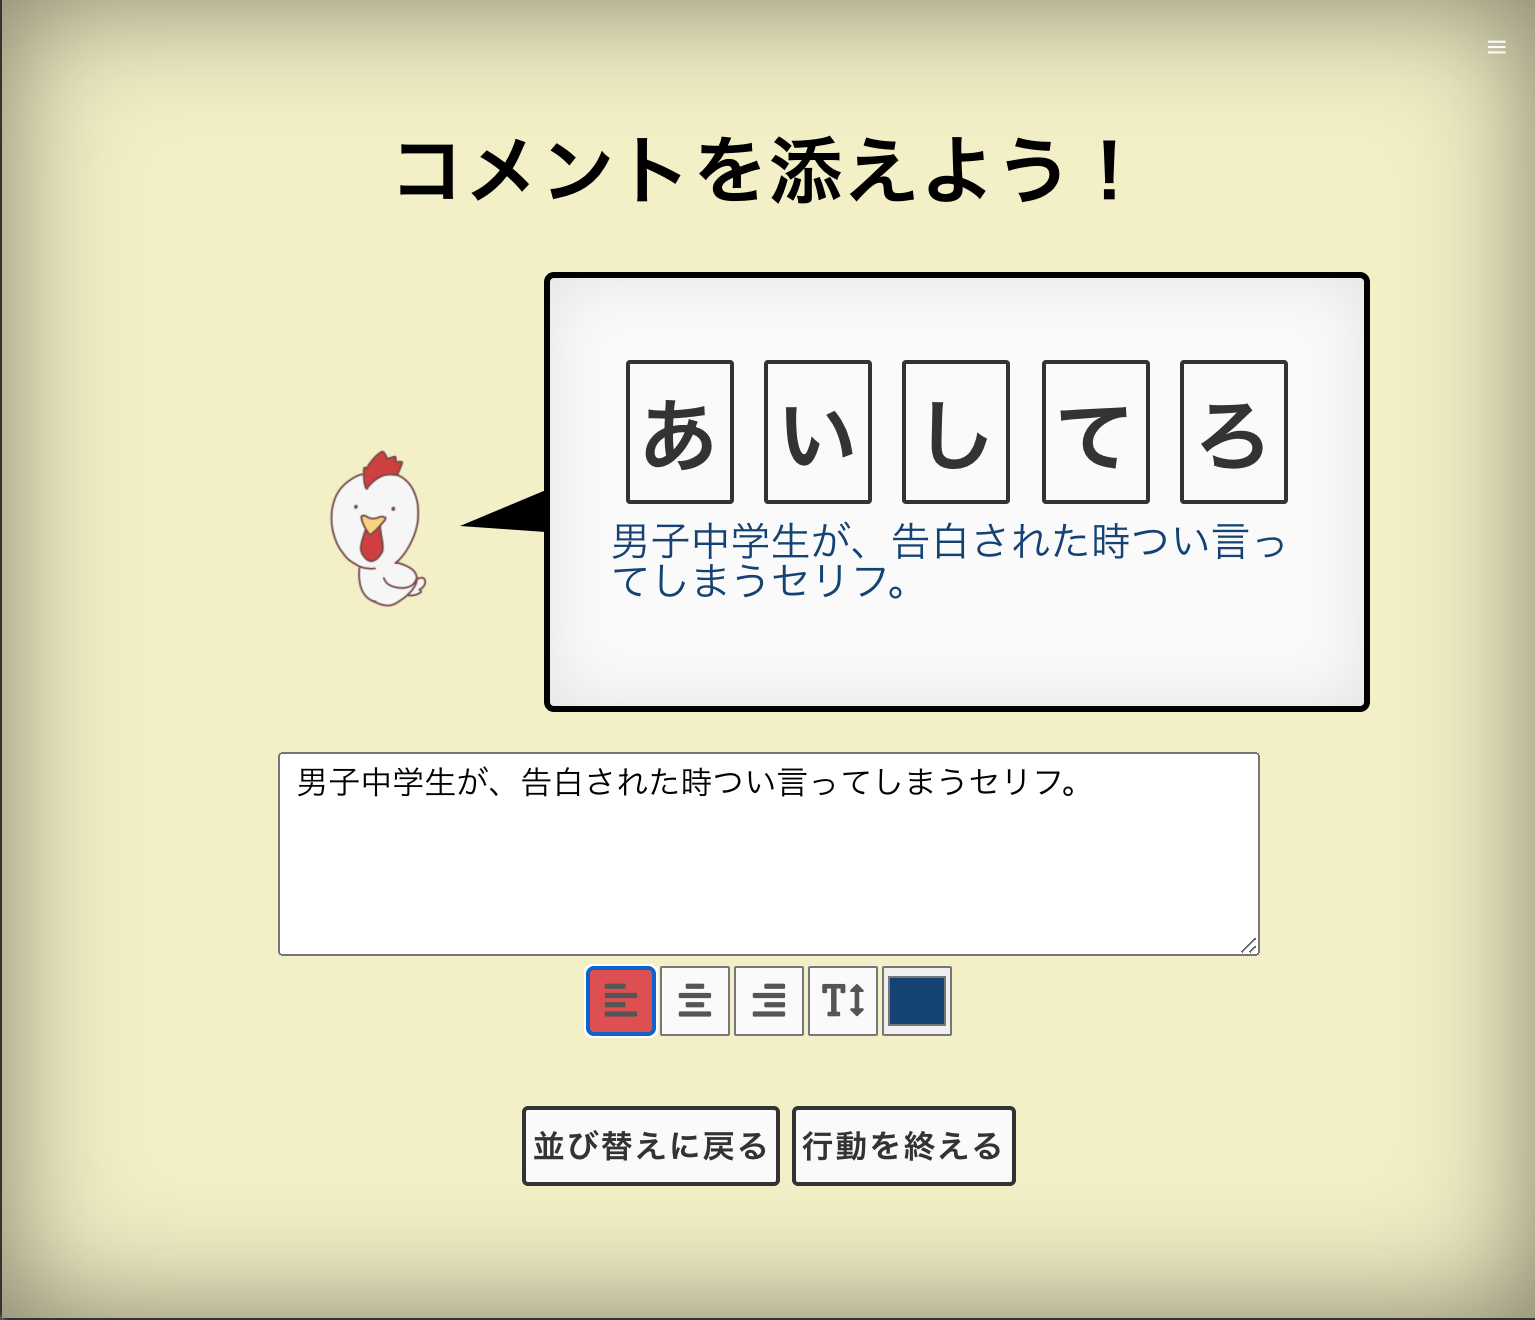 コメントを添えよう！
あいしてろ
男子中学生が、告白された時つい言っ
てしまうセリフ。
男子中学生が、告白された時つい言ってしまうセリフ。
T
並び替えに戻る 行動を終える